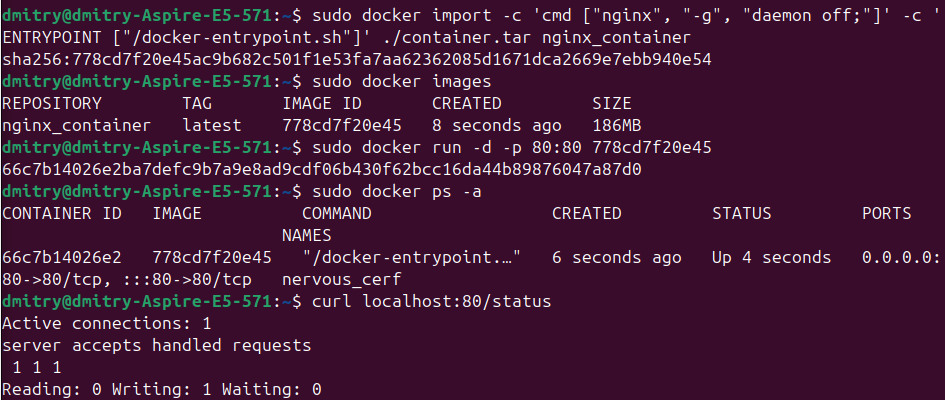 dmitry@dmitry-Aspire-E5-571:~$ sudo docker import -c 'cmd ["nginx", "-g", "daemon off;"]' -c '
ENTRYPOINT ["/docker-entrypoint.sh"]' ./container.tar nginx_container
sha256:778cd7f20e45ac9b682c501f1e53fa7aa62362085d1671dca2669e7ebb940e54
dmitry@dmitry-Aspire-E5-571:~$ sudo docker images
REPOSITORY        TAG       IMAGE ID       CREATED         SIZE
nginx_container   latest    778cd7f20e45   8 seconds ago   186MB
dmitry@dmitry-Aspire-E5-571:~$ sudo docker run -d -p 80:80 778cd7f20e45
66c7b14026e2ba7defc9b7a9e8ad9cdf06b430f62bcc16da44b89876047a87d0
dmitry@dmitry-Aspire-E5-571:~$ sudo docker ps -a
CONTAINER ID   IMAGE          COMMAND                  CREATED         STATUS         PORTS
NAMES
66c7b14026e2   778cd7f20e45   "/docker-entrypoint.…"   6 seconds ago   Up 4 seconds   0.0.0.0:
80->80/tcp, :::80->80/tcp   nervous_cerf
dmitry@dmitry-Aspire-E5-571:~$ curl localhost:80/status
Active connections: 1
server accepts handled requests
 1 1 1
Reading: 0 Writing: 1 Waiting: 0